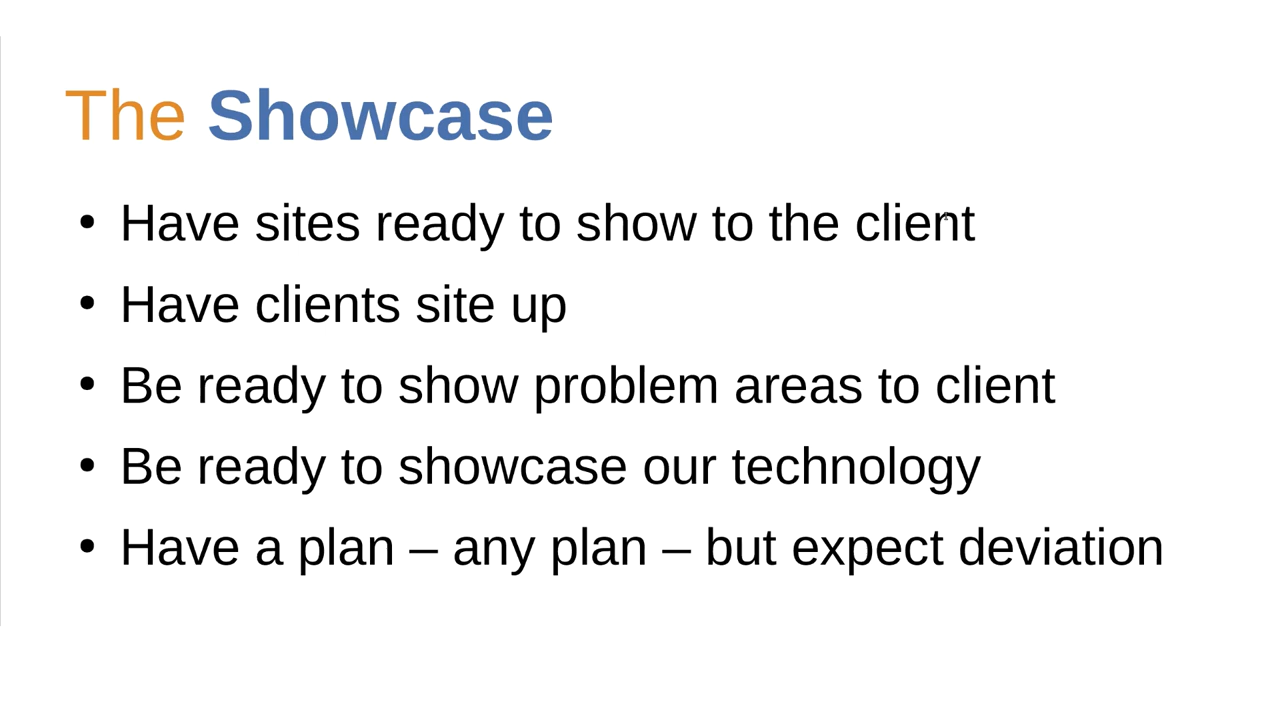 The Showcase
• Have sites ready to show to the client
• Have clients site up
• Be ready to show problem areas to client
• Be ready to showcase our technology
• Have a plan – any plan – but expect deviation